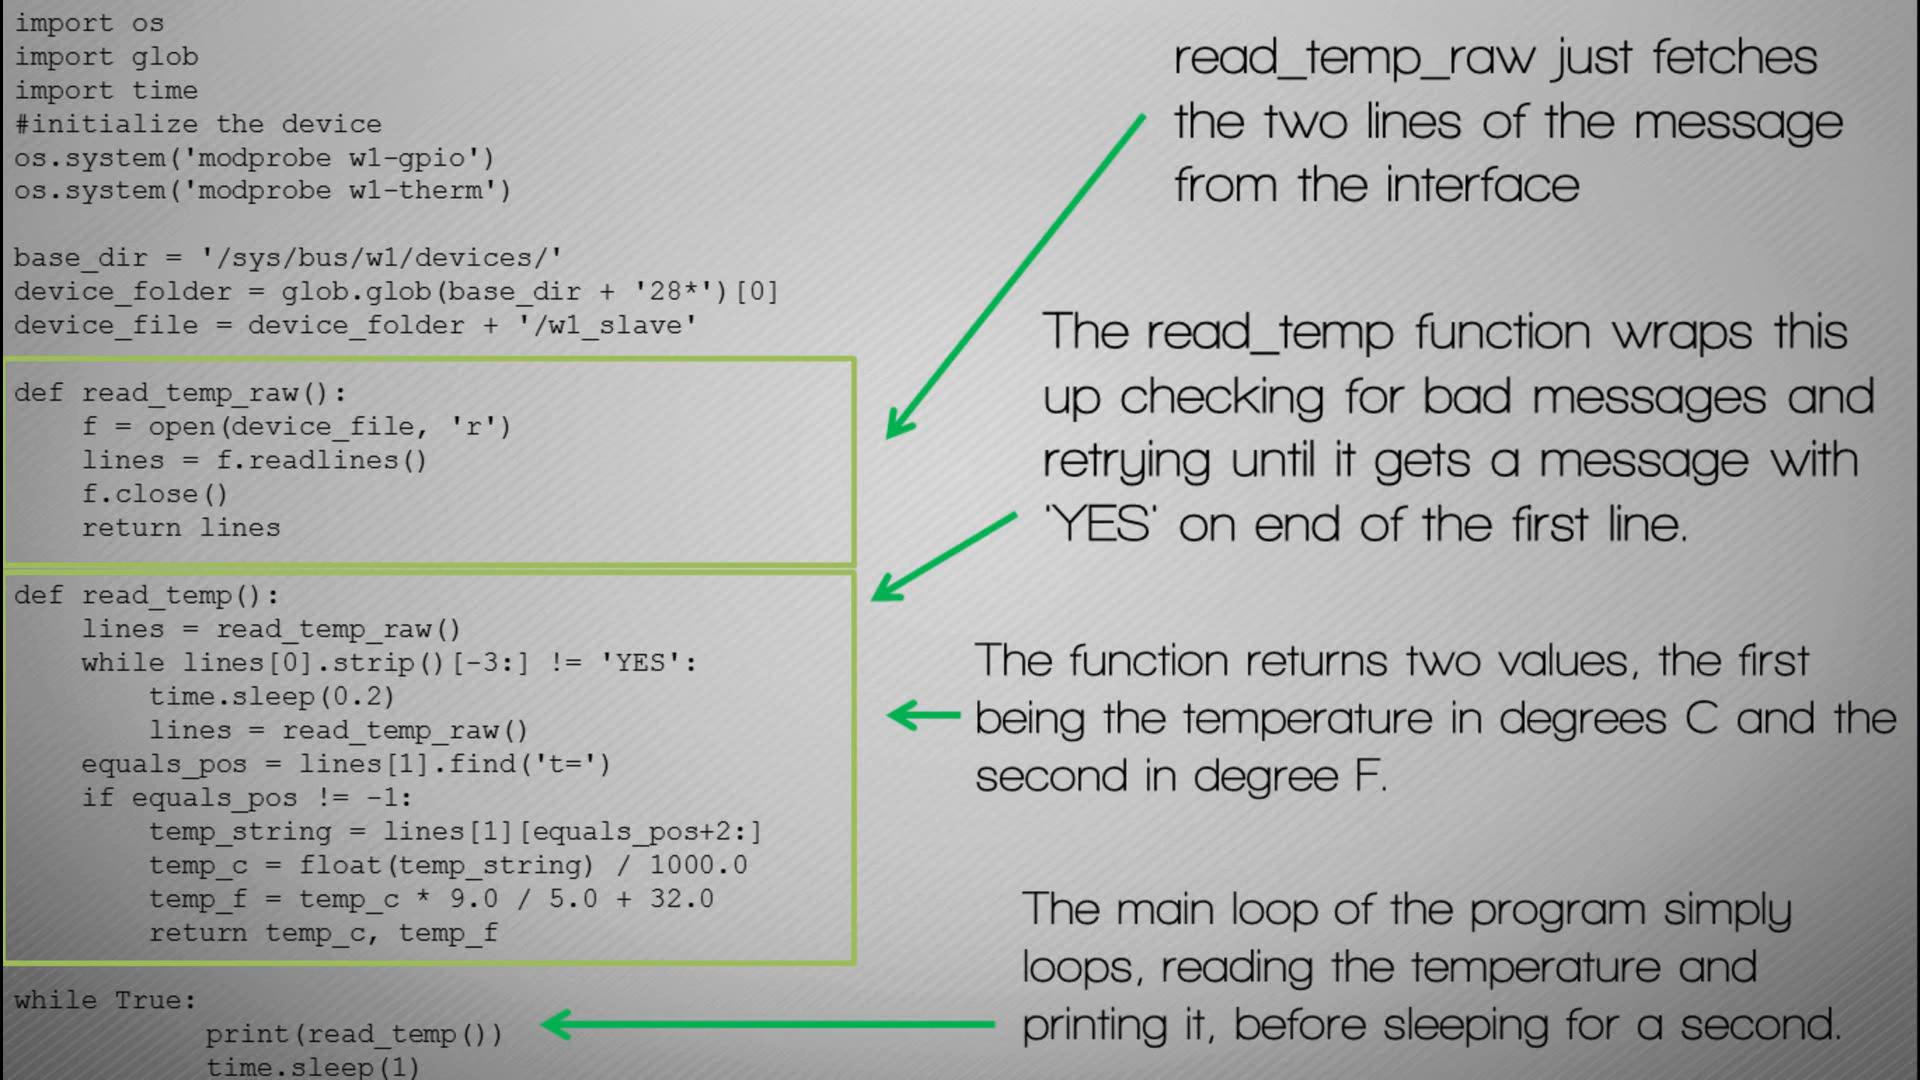 import os
import glob
import time
#initialize the device
os.system('modprobe w1-gpio')
os.system('modprobe w1-therm')
base_dir = '/sys/bus/w1/devices/'
device_folder = glob.glob(base_dir + '28*')[0]
device_file = device_folder + '/w1_slave'
def read_temp_raw():
    f = open(device_file, 'r')
    lines = f.readlines()
    f.close()
    return lines
def read_temp():
    lines = read_temp_raw()
    while lines[0].strip()[-3:] != 'YES':
        time.sleep(0.2)
        lines = read_temp_raw()
    equals_pos = lines[1].find('t=')
    if equals_pos != -1:
        temp_string = lines[1][equals_pos+2:]
        temp_c = float(temp_string) / 1000.0
        temp_f = temp_c * 9.0 / 5.0 + 32.0
        return temp_c, temp_f
while True:
            print(read_temp())
            time.sleep(1)
read_temp_raw just fetches
the two lines of the message
from the interface
The read_temp function wraps this
up checking for bad messages and
retrying until it gets a message with
'YES' on end of the first line.
The function returns two values, the first
being the temperature in degrees C and the
second in degree F.
The main loop of the program simply
loops, reading the temperature and
printing it, before sleeping for a second.